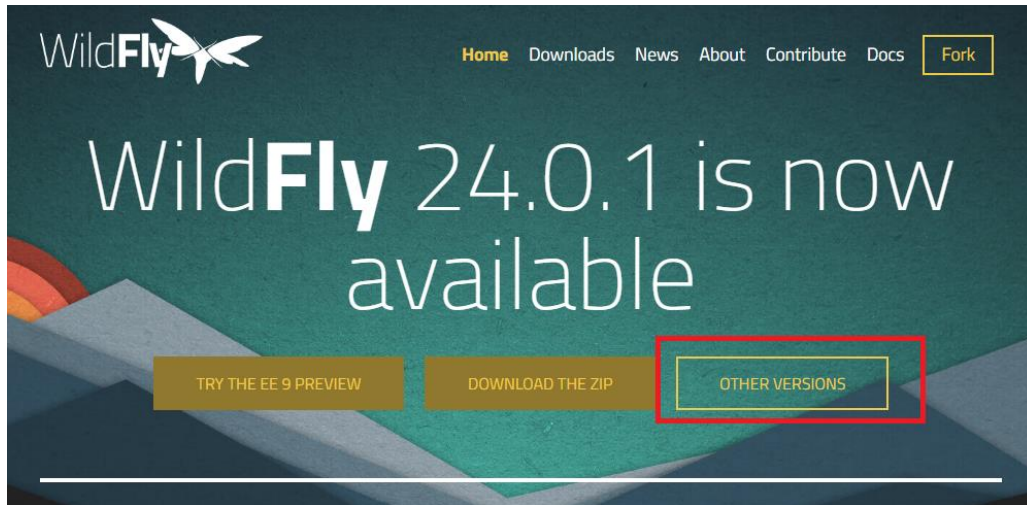 WildFly
Home Downloads News About Contribute Docs Fork
WildFly 24.0.1 is now
available
TRY THE EE 9 PREVIEW DOWNLOAD THE ZIP OTHER VERSIONS